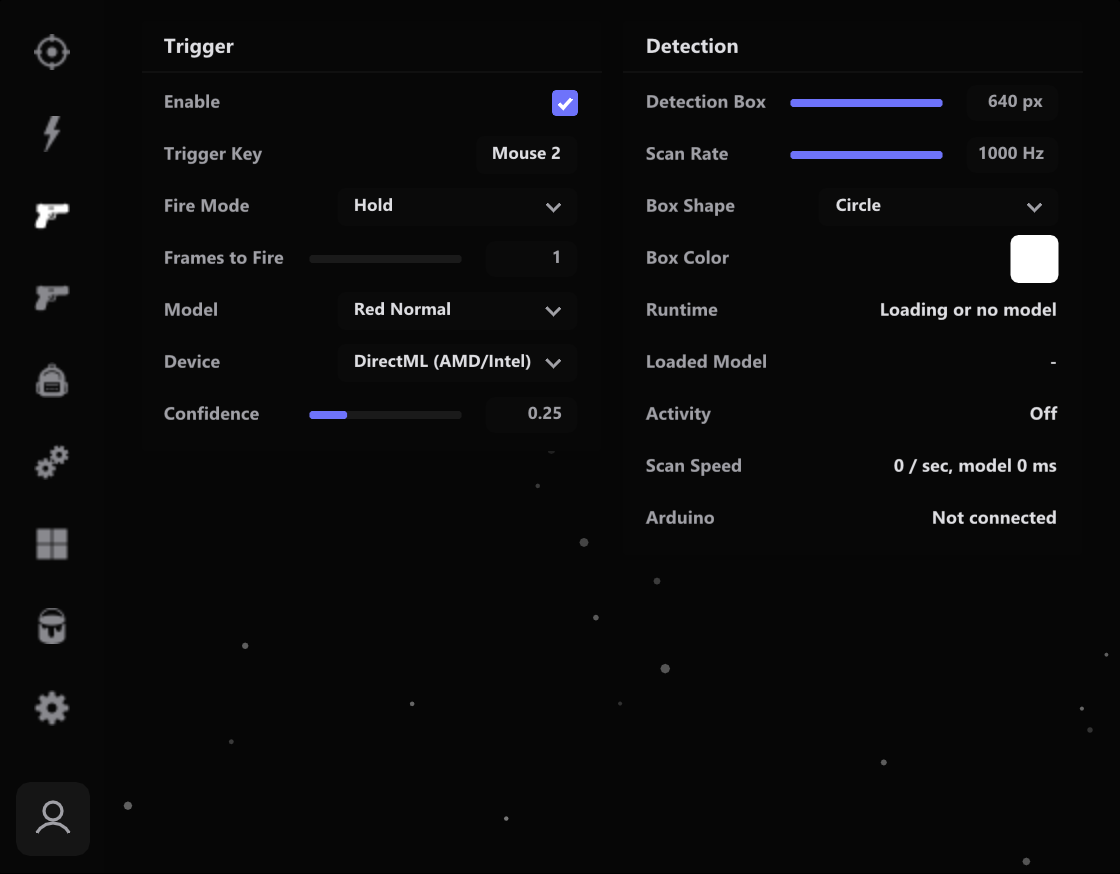 Trigger
Enable
Trigger Key
Mouse 2
Fire Mode
Hold
Frames to Fire
1
Model
Red Normal
Device
DirectML (AMD/Intel)
Confidence
0.25
Detection
Detection Box
640 px
Scan Rate
1000 Hz
Box Shape
Circle
Box Color
Runtime
Loading or no model
Loaded Model
-
Activity
Off
Scan Speed
0 / sec, model 0 ms
Arduino
Not connected